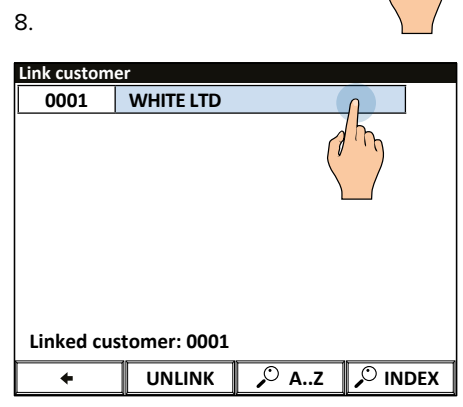 8.
Link customer
0001 WHITE LTD
Linked customer: 0001
UNLINK A..Z INDEX